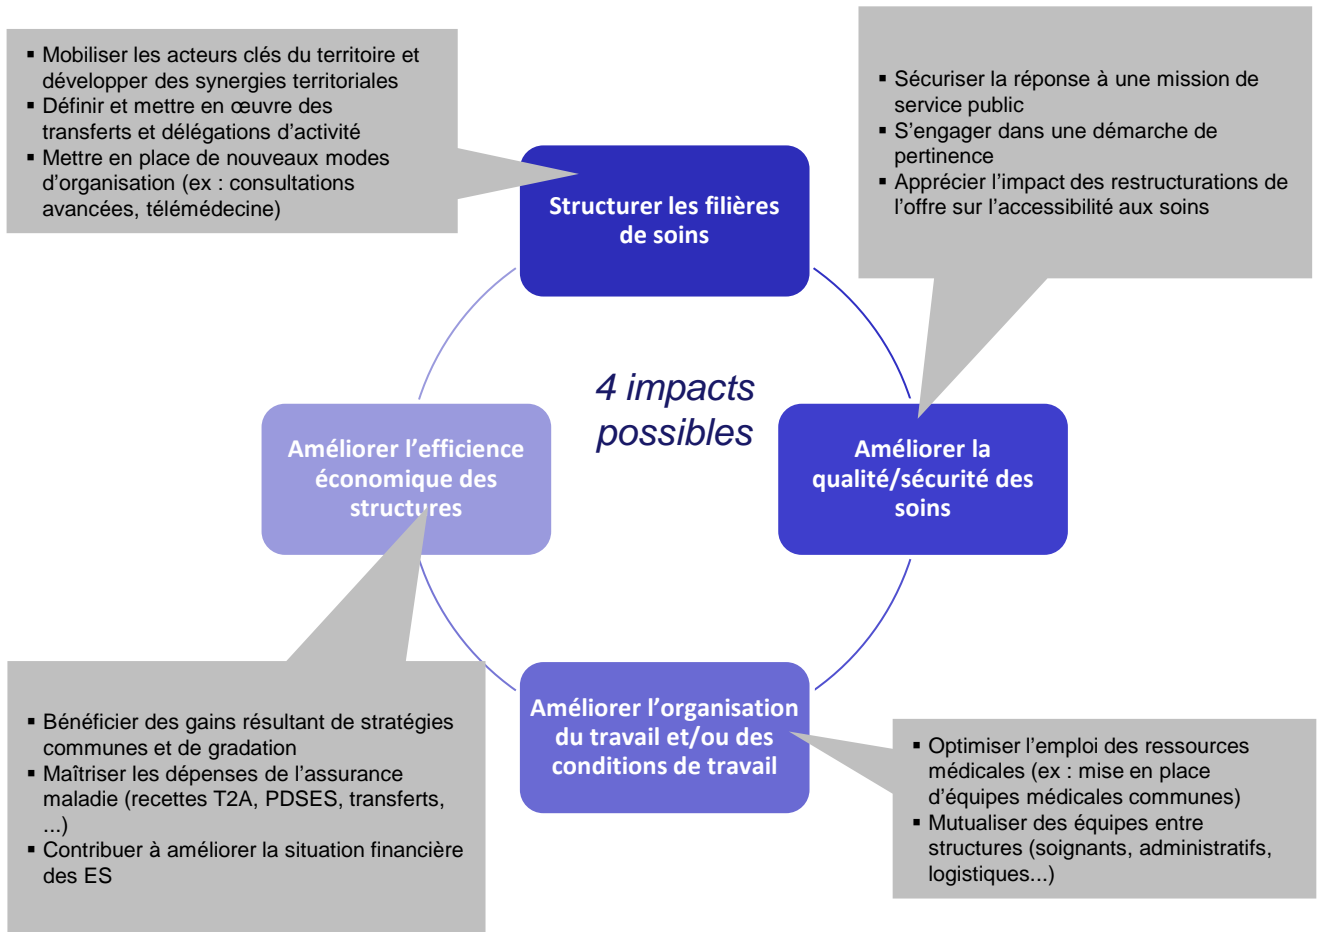 ▪ Mobiliser les acteurs clés du territoire et
développer des synergies territoriales
▪ Définir et mettre en œuvre des
transferts et délégations d’activité
▪ Mettre en place de nouveaux modes
d’organisation (ex : consultations
avancées, télémédecine)
▪ Sécuriser la réponse à une mission de
service public
▪ S’engager dans une démarche de
pertinence
▪ Apprécier l’impact des restructurations de
l’offre sur l’accessibilité aux soins
Structurer les filières
de soins
4 impacts
possibles
Améliorer l’efficience
économique des
structures
Améliorer la
qualité/sécurité des
soins
Améliorer l’organisation
du travail et/ou des
conditions de travail
▪ Bénéficier des gains résultant de stratégies
communes et de gradation
▪ Maîtriser les dépenses de l’assurance
maladie (recettes T2A, PDSES, transferts,
...)
▪ Contribuer à améliorer la situation financière
des ES
▪ Optimiser l’emploi des ressources
médicales (ex : mise en place
d’équipes médicales communes)
▪ Mutualiser des équipes entre
structures (soignants, administratifs,
logistiques...)